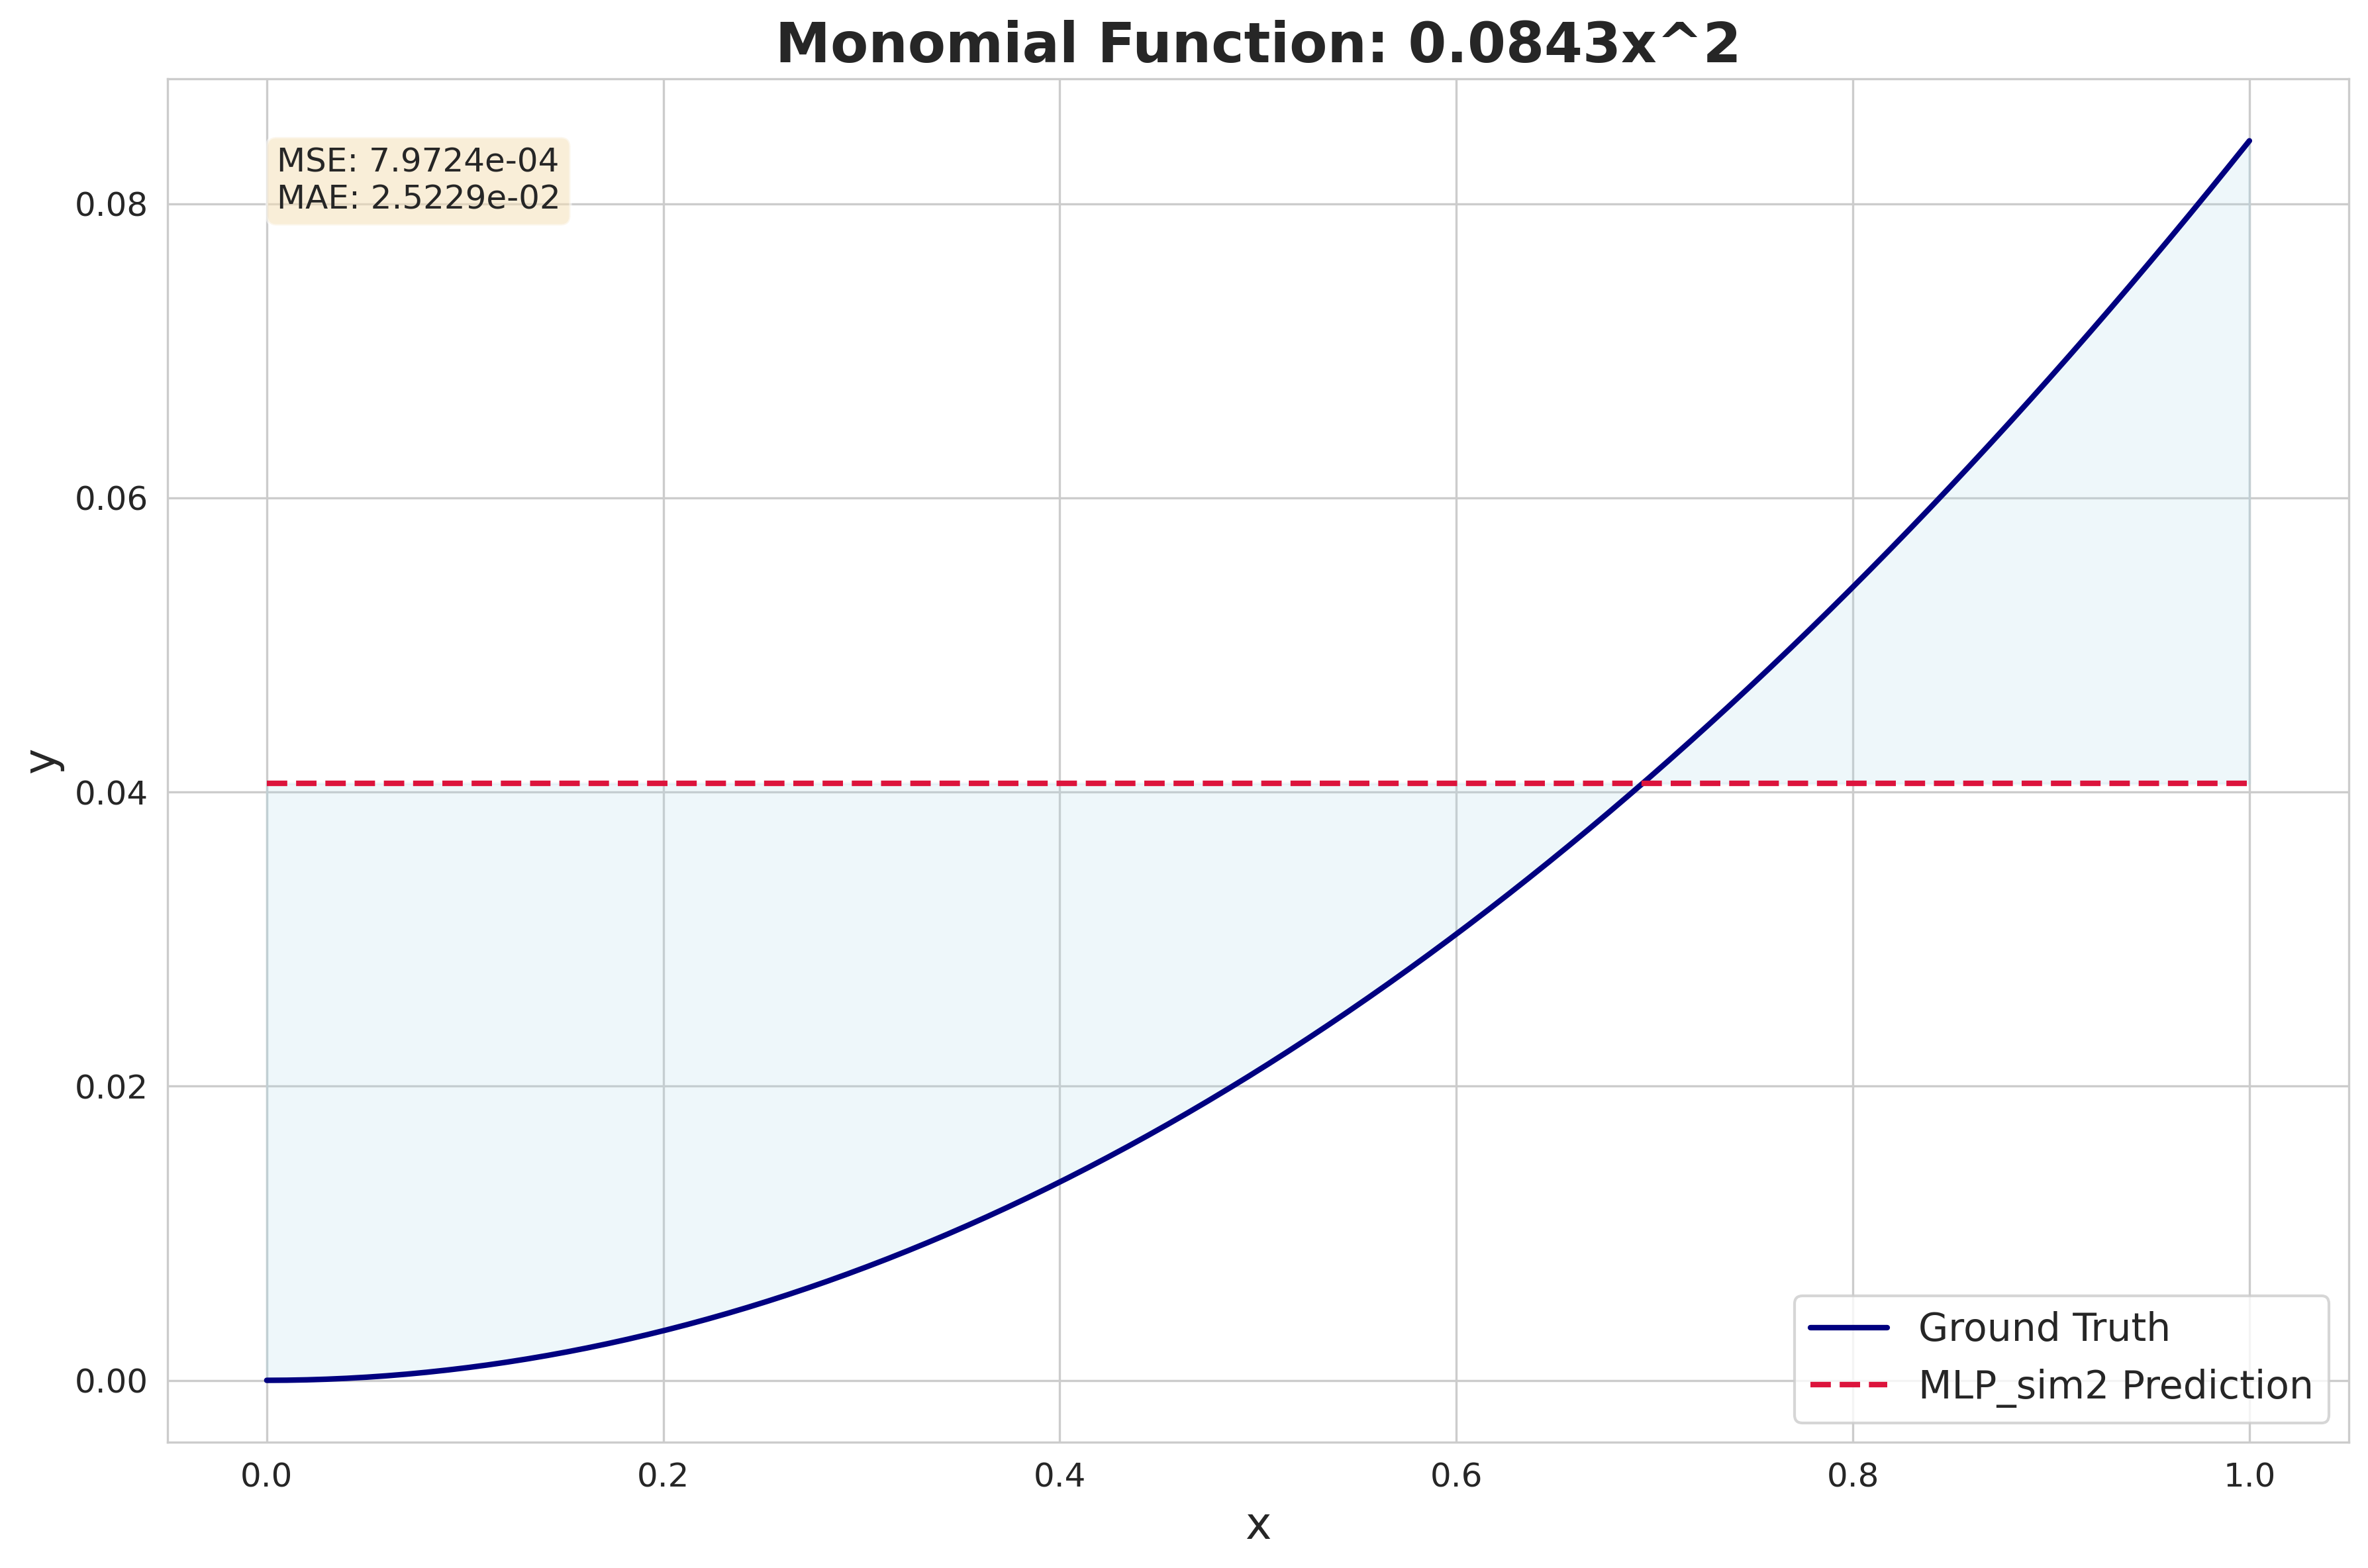 Monomial Function: 0.0843x^2
MSE: 7.9724e-04
MAE: 2.5229e-02
0.08
0.06
0.04
0.02
0.00
y
Ground Truth
MLP_sim2 Prediction
0.0 0.2 0.4 0.6 0.8 1.0
x